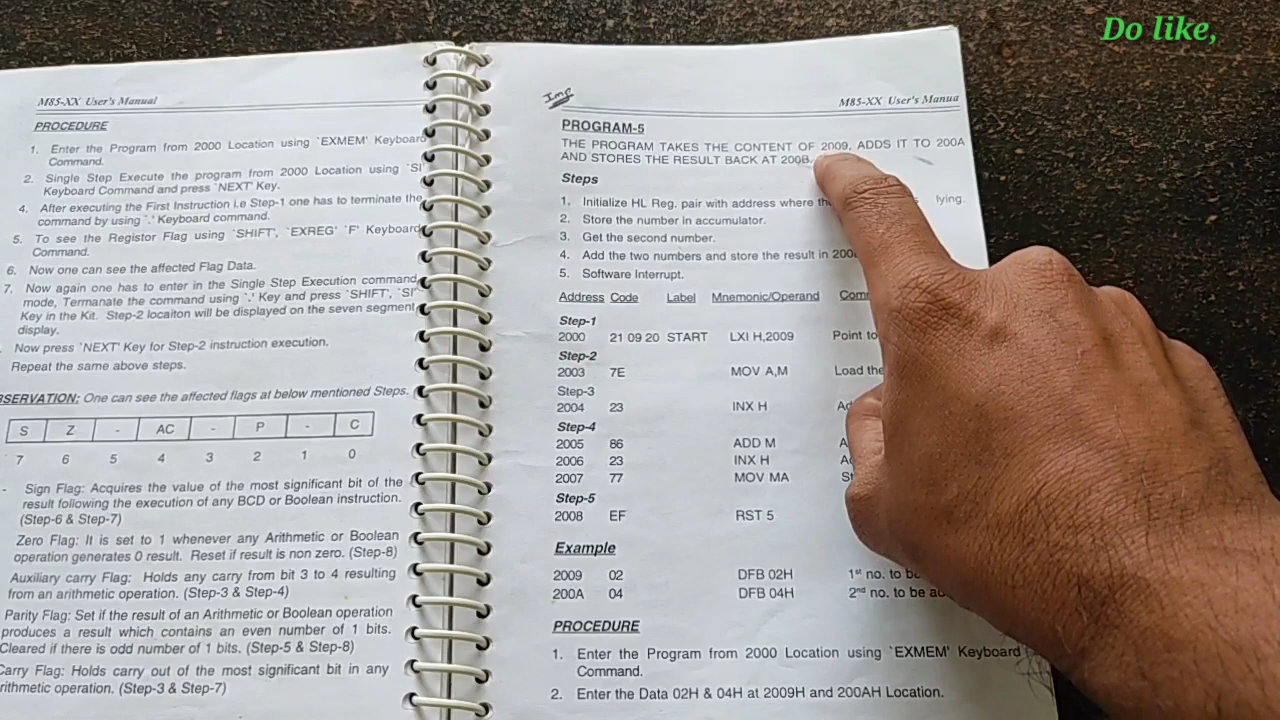 Do like,
M85-XX User's Manual
PROCEDURE
1. Enter the Program from 2000 Location using `EXMEM' Keyboard
Command.
2. Single Step Execute the program from 2000 Location using `SI'
Keyboard Command and press `NEXT' Key.
4. After executing the First Instruction i.e Step-1 one has to terminate the
command by using `.' Keyboard command.
5. To see the Registor Flag using `SHIFT', `EXREG' `F' Keyboard
Command.
6. Now one can see the affected Flag Data.
7. Now again one has to enter in the Single Step Execution command
mode, Termanate the command using `.' Key and press `SHIFT', `SI'
Key in the Kit. Step-2 locaiton will be displayed on the seven segment
display.
Now press `NEXT' Key for Step-2 instruction execution.
Repeat the same above steps.
SERVATION: One can see the affected flags at below mentioned Steps.
S Z - AC - P - C
7 6 5 4 3 2 1 0
- Sign Flag: Acquires the value of the most significant bit of the
result following the execution of any BCD or Boolean instruction.
(Step-6 & Step-7)
Zero Flag: It is set to 1 whenever any Arithmetic or Boolean
operation generates 0 result. Reset if result is non zero. (Step-8)
Auxiliary carry Flag: Holds any carry from bit 3 to 4 resulting
from an arithmetic operation. (Step-3 & Step-4)
Parity Flag: Set if the result of an Arithmetic or Boolean operation
produces a result which contains an even number of 1 bits.
Cleared if there is odd number of 1 bits. (Step-5 & Step-8)
Carry Flag: Holds carry out of the most significant bit in any
rithmetic operation. (Step-3 & Step-7)
Imp
M85-XX User's Manua
PROGRAM-5
THE PROGRAM TAKES THE CONTENT OF 2009, ADDS IT TO 200A
AND STORES THE RESULT BACK AT 200B.
Steps
1. Initialize HL Reg. pair with address where lying.
2. Store the number in accumulator.
3. Get the second number.
4. Add the two numbers and store the result in
5. Software Interrupt.
Address Code Label Mnemonic/Operand
Step-1
2000 21 09 20 START LXI H,2009 Point to
Step-2
2003 7E MOV A,M Load the
Step-3
2004 23 INX H
Step-4
2005 86 ADD M
2006 23 INX H
2007 77 MOV MA
Step-5
2008 EF RST 5
Example
2009 02 DFB 02H 1st no. to be
200A 04 DFB 04H 2nd no. to be
PROCEDURE
1. Enter the Program from 2000 Location using `EXMEM' Keyboard
Command.
2. Enter the Data 02H & 04H at 2009H and 200AH Location.